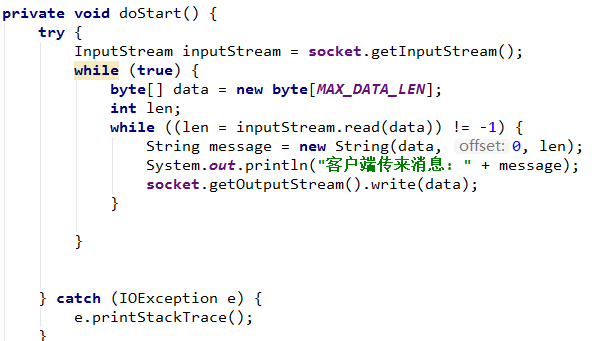 private void doStart() {
    try {
        InputStream inputStream = socket.getInputStream();
        while (true) {
            byte[] data = new byte[MAX_DATA_LEN];
            int len;
            while ((len = inputStream.read(data)) != -1) {
                String message = new String(data, offset: 0, len);
                System.out.println("客户端传来消息：" + message);
                socket.getOutputStream().write(data);
            }
        }
    } catch (IOException e) {
        e.printStackTrace();
    }